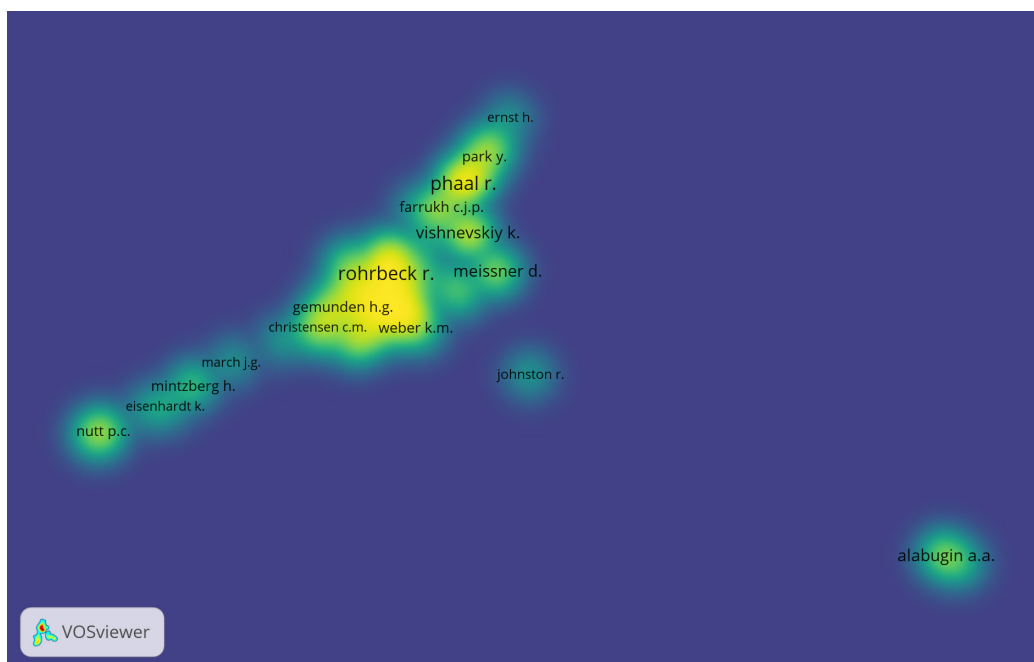 ernst h.
park y.
phaal r.
farrukh c.j.p.
vishnevskiy k.
meissner d.
rohrbeck r.
gemunden h.g.
christensen c.m. weber k.m.
march j.g.
johnston r.
mintzberg h.
eisenhardt k.
nutt p.c.
alabugin a.a.
VOSviewer